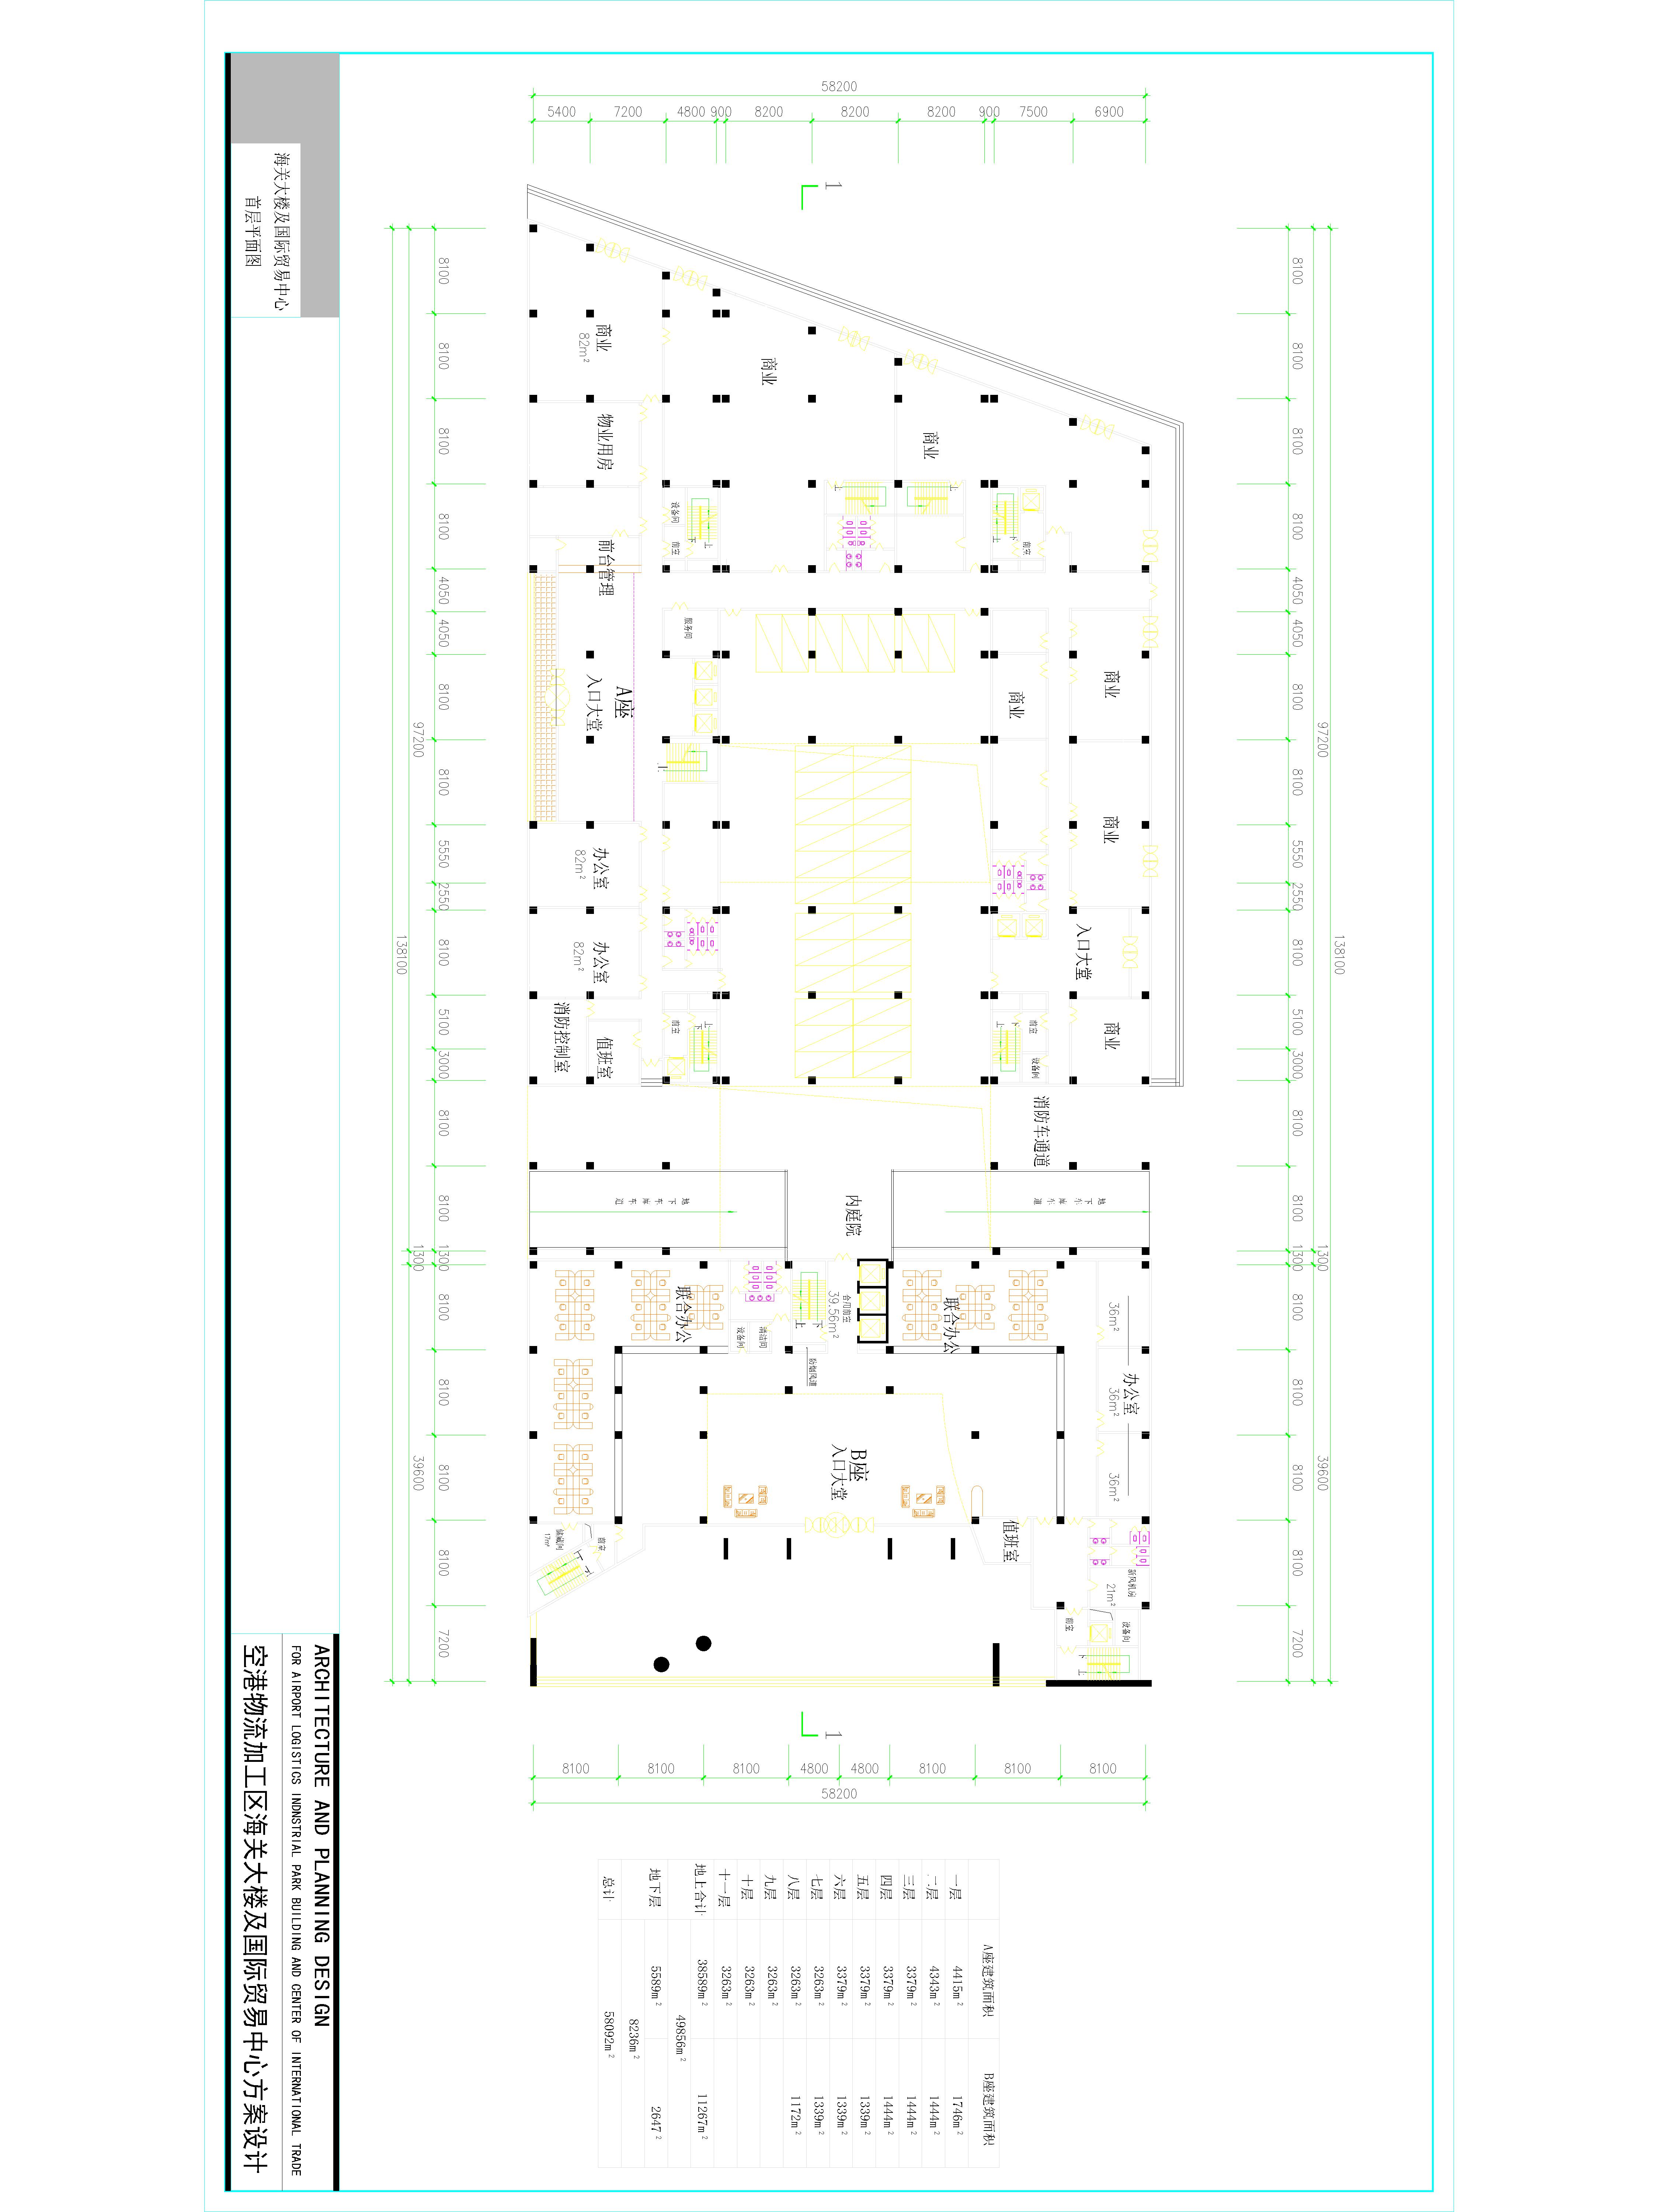 138100
97200 1300 39600
8100 8100 8100 8100 4050 4050 8100 8100 5550 2550 8100 5100 3000 8100 8100 1300 8100 8100 8100 8100 7200
58200
6900
7500
900
8200
8200
8200
900
4800
7200
5400
1
商业
商业
商业
入口大堂
前室
商业
前室
设备间
消防车通道
地下车库车道
办公室
36m²
36m²
36m²
新风机房
21m²
设备间
前室
下
上
值班室
下
上
下
上
联合办公
商业
上
上
商业
内庭院
合用前室
39.56m²
下
上
防烟风道
B座
入口大堂
清洁间
设备间
联合办公
上
下
设备间
前室
服务间
上
上
下
前室
地下车库车道
商业
82m²
物业用房
前台管理
A座
入口大堂
办公室
82m²
办公室
82m²
值班室
消防控制室
前室
下
上
储藏间
17m²
8100
8100
8100
4800
4800
8100
8100
8100
58200
1
A座建筑面积 B座建筑面积
一层 4415m² 1746m²
二层 4343m² 1444m²
三层 3379m² 1444m²
四层 3379m² 1444m²
五层 3379m² 1339m²
六层 3379m² 1339m²
七层 3263m² 1339m²
八层 3263m² 1172m²
九层 3263m²
十层 3263m²
十一层 3263m²
地上合计 38589m² 11267m²
49856m²
地下层 5589m² 2647²
8236m²
总计 58092m²
8100 8100 8100 8100 4050 4050 8100 8100 5550 2550 8100 5100 3000 8100 8100 1300 8100 8100 8100 8100 7200
97200 1300 39600
138100
海关大楼及国际贸易中心
首层平面图
ARCHITECTURE AND PLANNING DESIGN
FOR AIRPORT LOGISTICS INDNSTRIAL PARK BUILDING AND CENTER OF INTERNATIONAL TRADE
空港物流加工区海关大楼及国际贸易中心方案设计